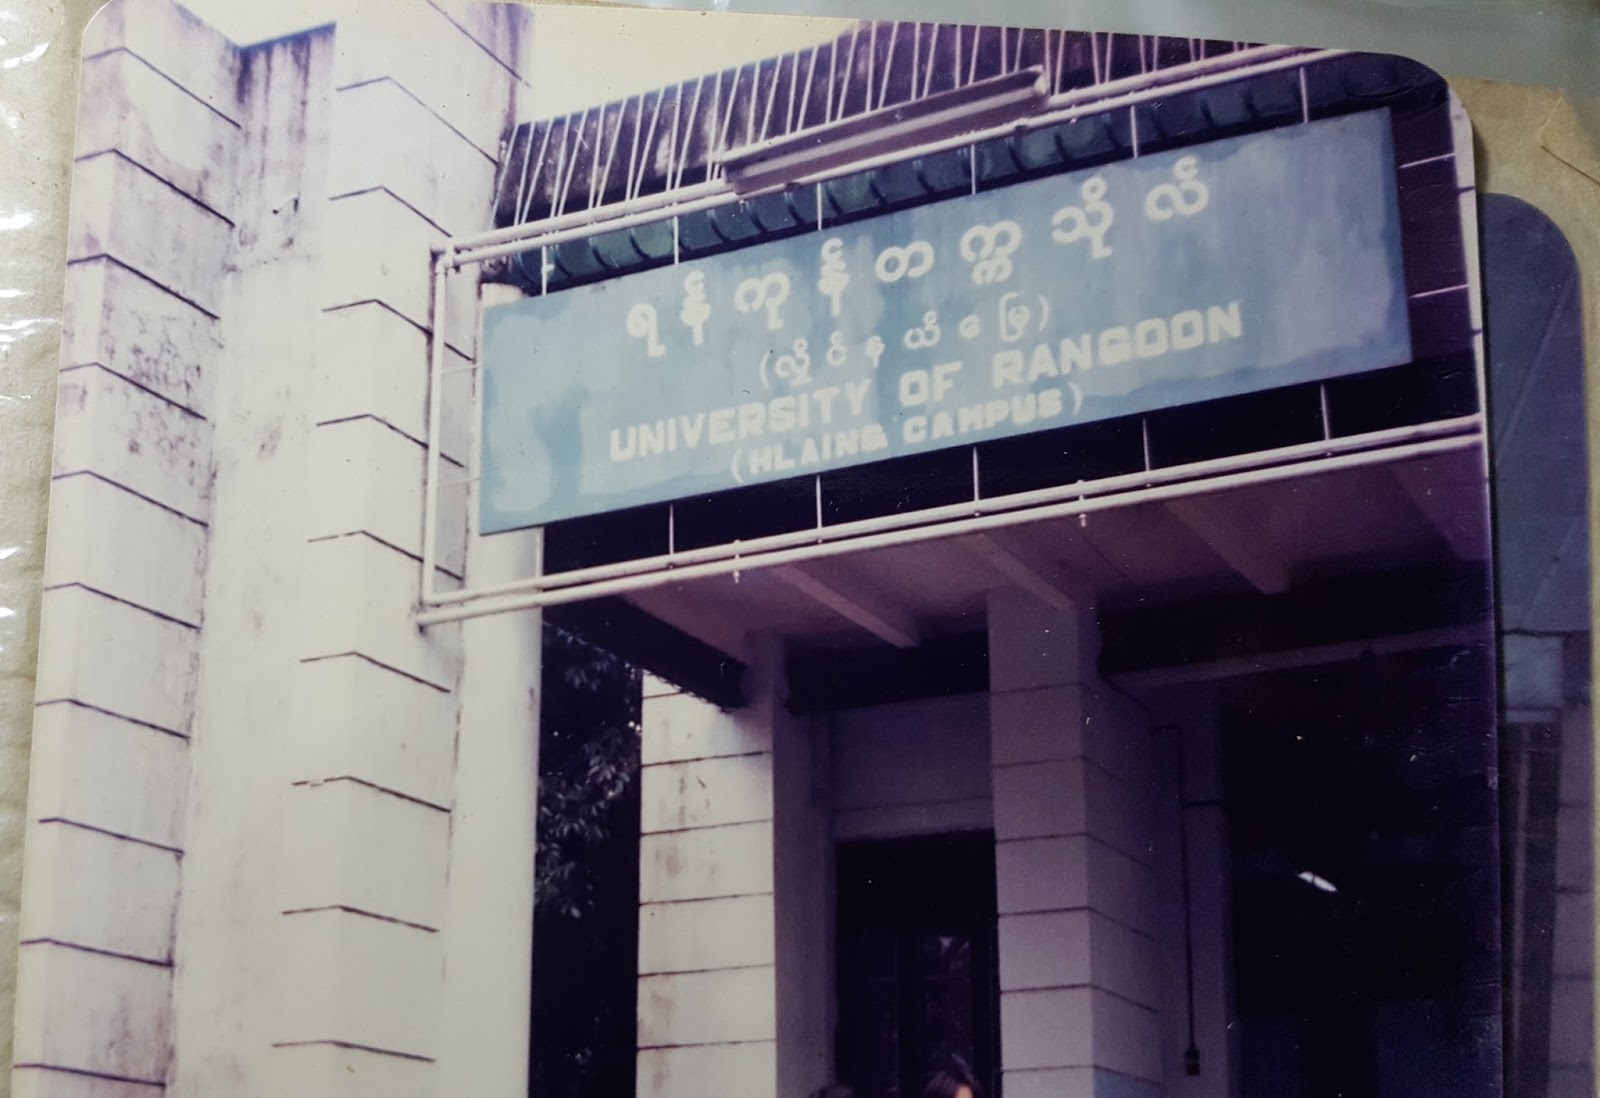 ရန်ကုန်တက္ကသိုလ်
(လှိုင်နယ်မြေ)
UNIVERSITY OF RANGOON
(HLAING CAMPUS)